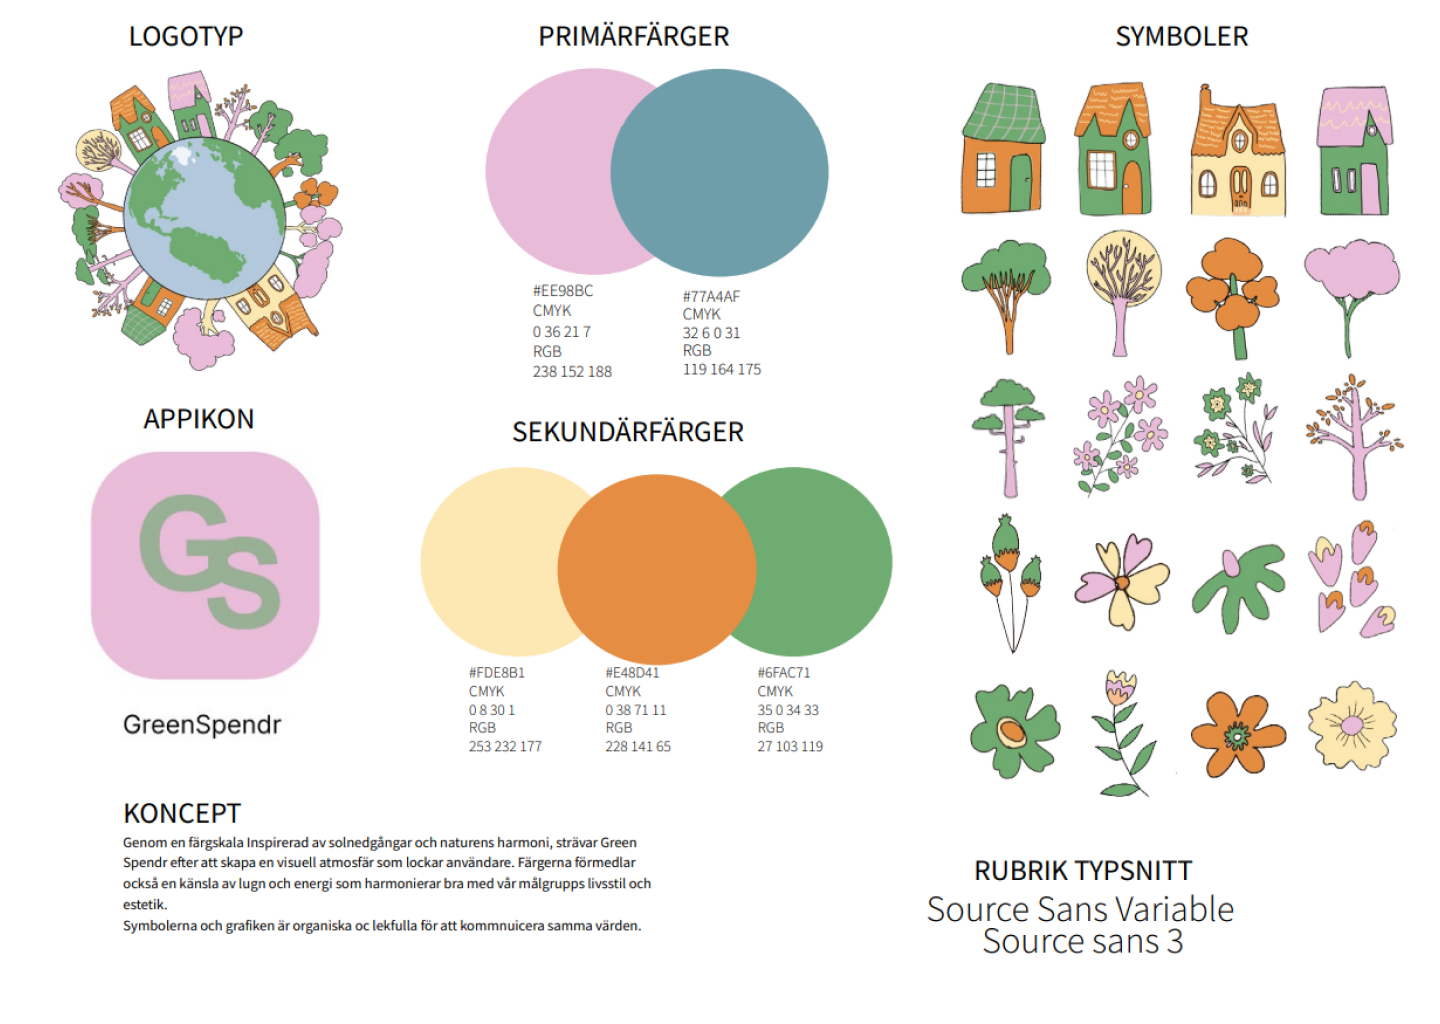 LOGOTYP
PRIMÄRFÄRGER
#EE98BC
CMYK
0 36 21 7
RGB
238 152 188
#77A4AF
CMYK
32 6 0 31
RGB
119 164 175
SYMBOLER
APPIKON
GS
GreenSpendr
SEKUNDÄRFÄRGER
#FDE8B1
CMYK
0 8 30 1
RGB
253 232 177
#E48D41
CMYK
0 38 71 11
RGB
228 141 65
#6FAC71
CMYK
35 0 34 33
RGB
27 103 119
KONCEPT
Genom en färgskala Inspirerad av solnedgångar och naturens harmoni, strävar Green
Spendr efter att skapa en visuell atmosfär som lockar användare. Färgerna förmedlar
också en känsla av lugn och energi som harmonierar bra med vår målgrupps livsstil och
estetik.
Symbolerna och grafiken är organiska oc lekfulla för att kommnuicera samma värden.
RUBRIK TYPSNITT
Source Sans Variable
Source sans 3